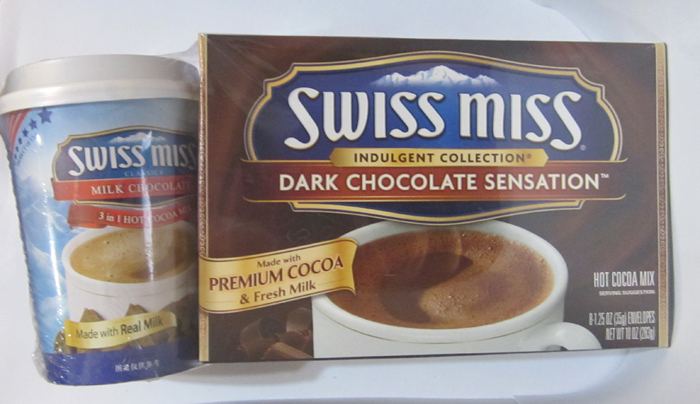 SWISS MISS
CLASSICS
MILK CHOCOLATE
3 in 1 HOT COCOA MIX
Made with Real Milk
SWISS MISS®
INDULGENT COLLECTION®
DARK CHOCOLATE SENSATION™
Made with
PREMIUM COCOA
& Fresh Milk
HOT COCOA MIX
SERVING SUGGESTION
8-1.25 OZ (35g) ENVELOPES
NET WT 10 OZ (283g)